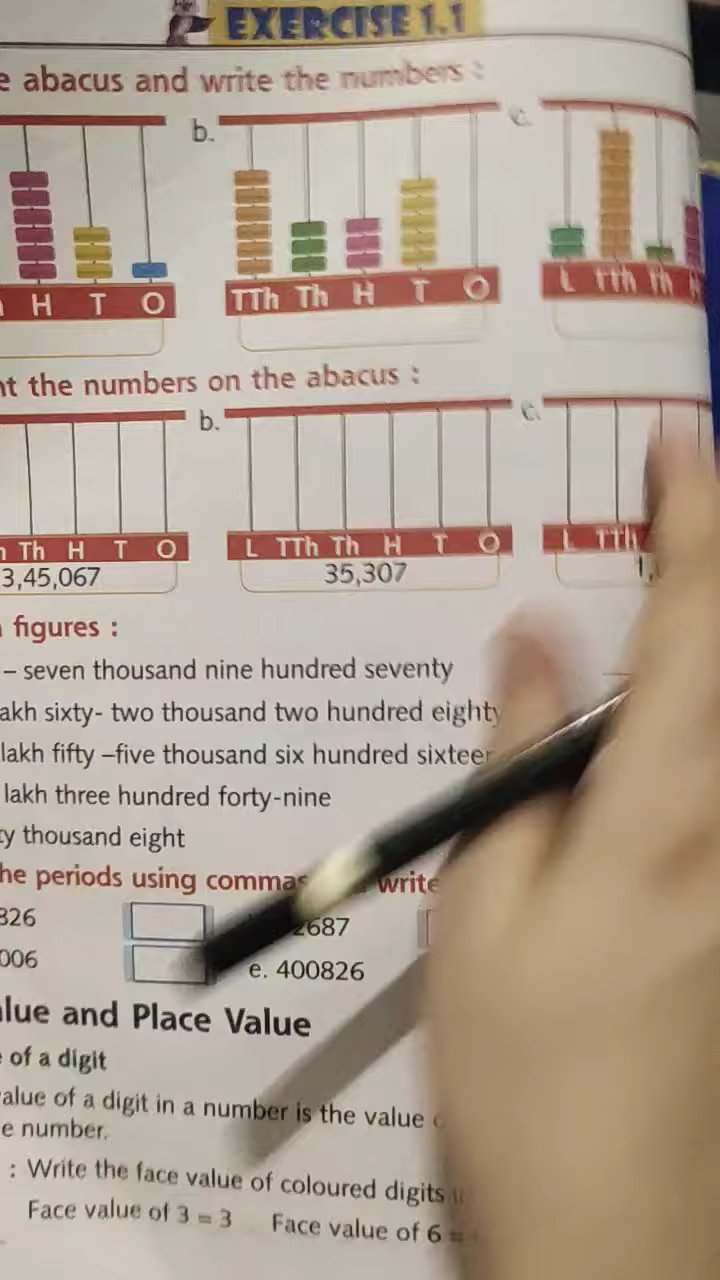 EXERCISE 1.1
e abacus and write the numbers :
b.
c.
H T O
TTh Th H T O
L TTh Th H
nt the numbers on the abacus :
b.
c.
Th H T O
L TTh Th H T O
L TTh
3,45,067
35,307
figures :
– seven thousand nine hundred seventy
akh sixty- two thousand two hundred eighty
lakh fifty –five thousand six hundred sixteen
lakh three hundred forty-nine
ty thousand eight
he periods using commas write
326
2687
006
e. 400826
alue and Place Value
of a digit
value of a digit in a number is the value
e number.
: Write the face value of coloured digits
Face value of 3 = 3 Face value of 6 =